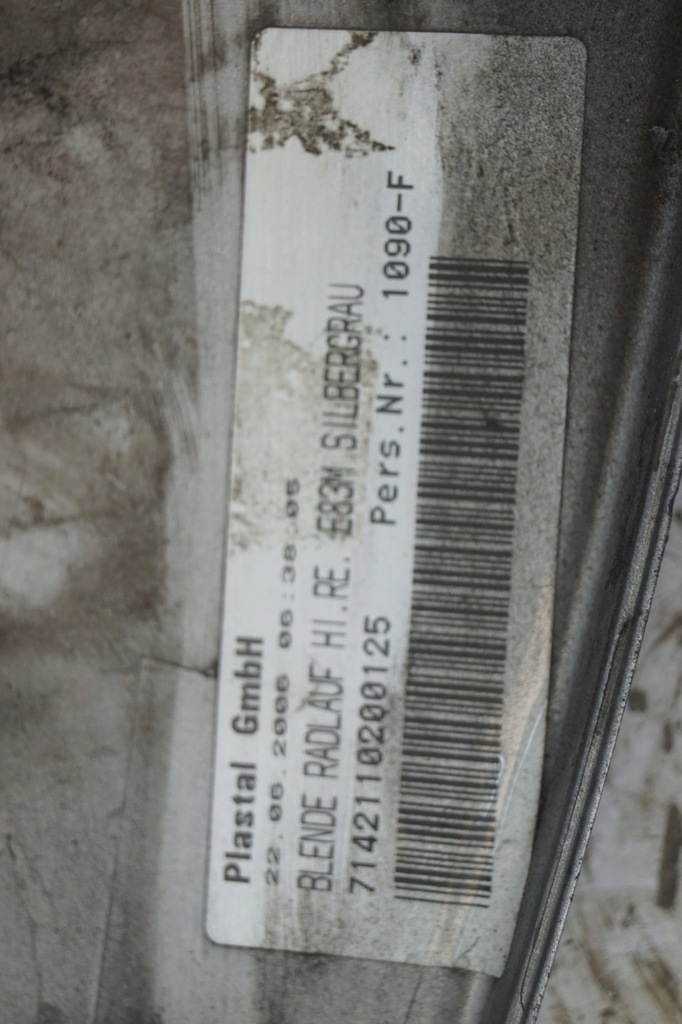 Plastal GmbH
22.06.2006 06:38:05
BLENDE RADLAUF HI.RE. E83M SILBERGRAU
7142110200125 Pers.Nr.: 1090-F